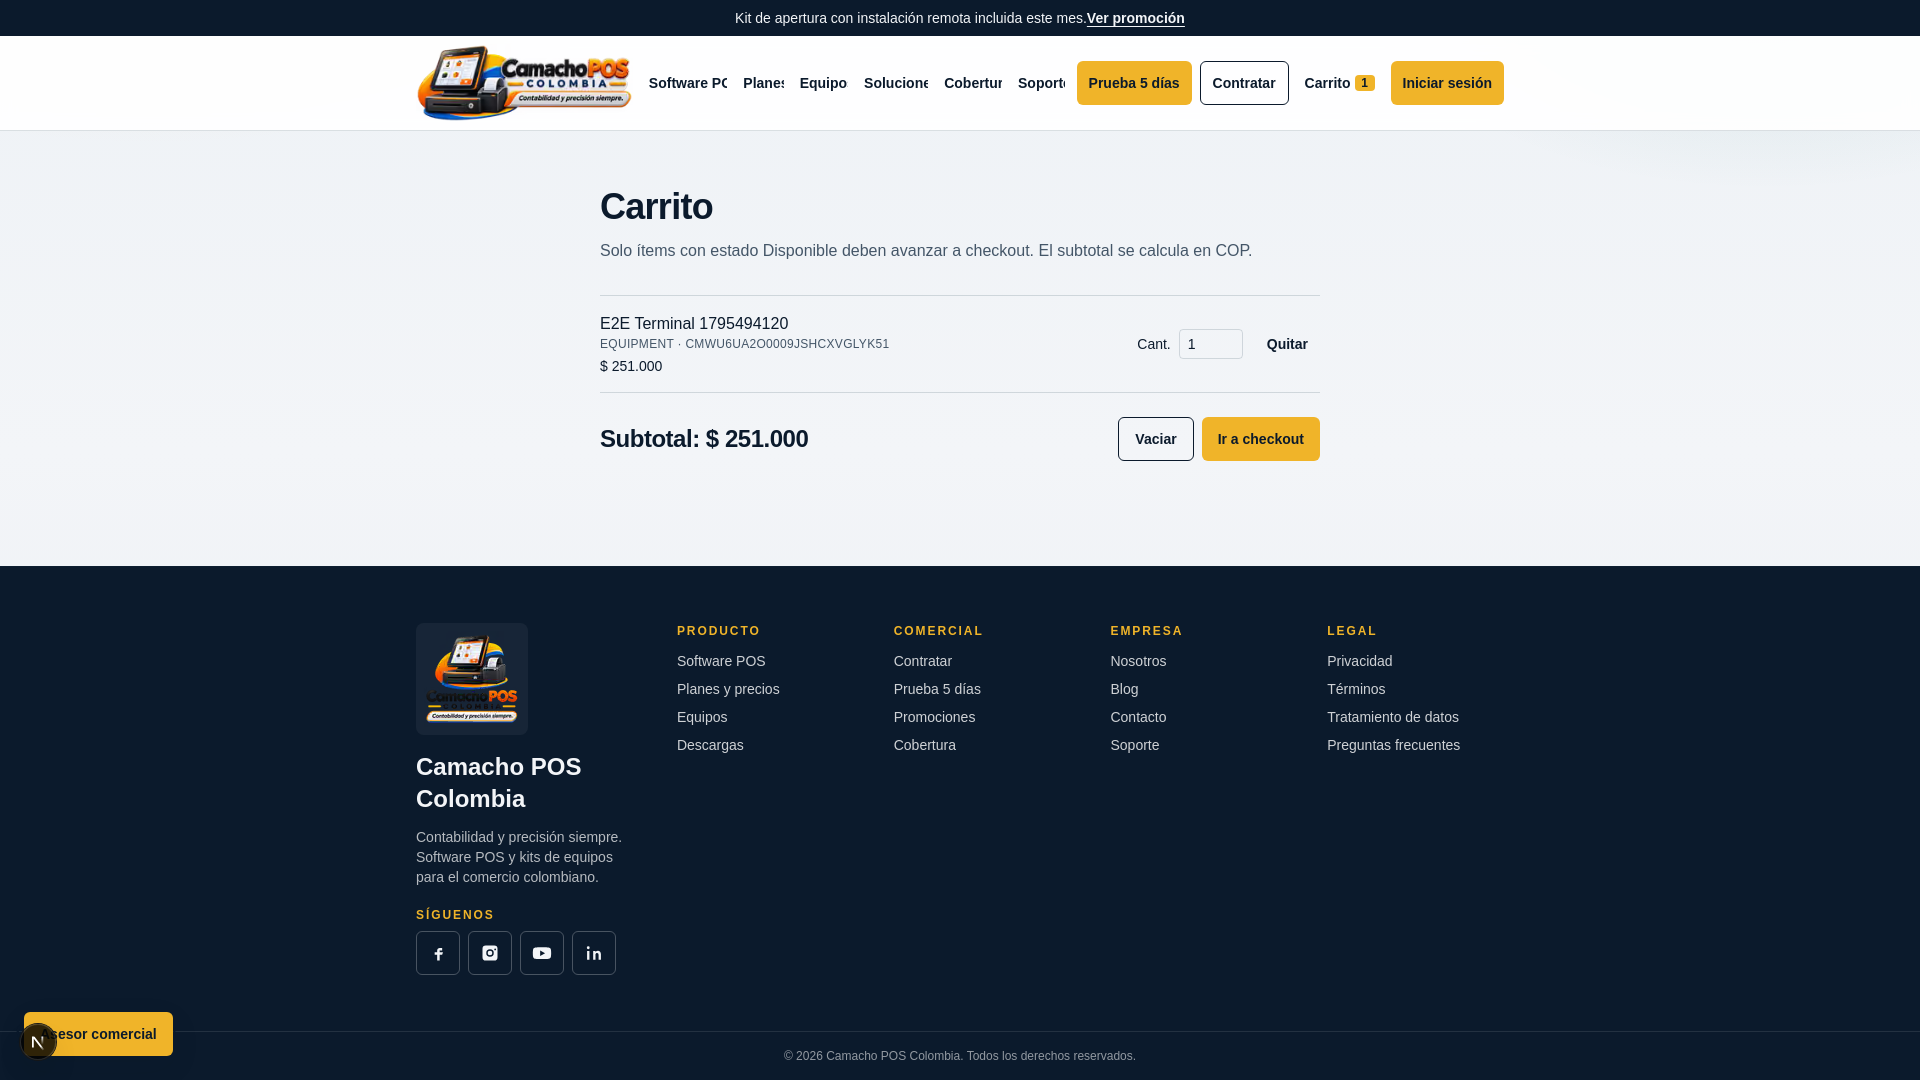 Kit de apertura con instalación remota incluida este mes.Ver promoción
CamachoPOS
COLOMBIA
Contabilidad y precisión siempre.
Software PO
Planes
Equipo
Solucione
Cobertur
Soporte
Prueba 5 días
Contratar
Carrito 1
Iniciar sesión
Carrito
Solo ítems con estado Disponible deben avanzar a checkout. El subtotal se calcula en COP.
E2E Terminal 1795494120
EQUIPMENT · CMWU6UA2O0009JSHCXVGLYK51
$ 251.000
Cant. 1 Quitar
Subtotal: $ 251.000
Vaciar
Ir a checkout
CamachoPOS
COLOMBIA
Contabilidad y precisión siempre.
Camacho POS
Colombia
Contabilidad y precisión siempre.
Software POS y kits de equipos
para el comercio colombiano.
SÍGUENOS
PRODUCTO
Software POS
Planes y precios
Equipos
Descargas
COMERCIAL
Contratar
Prueba 5 días
Promociones
Cobertura
EMPRESA
Nosotros
Blog
Contacto
Soporte
LEGAL
Privacidad
Términos
Tratamiento de datos
Preguntas frecuentes
Asesor comercial
© 2026 Camacho POS Colombia. Todos los derechos reservados.